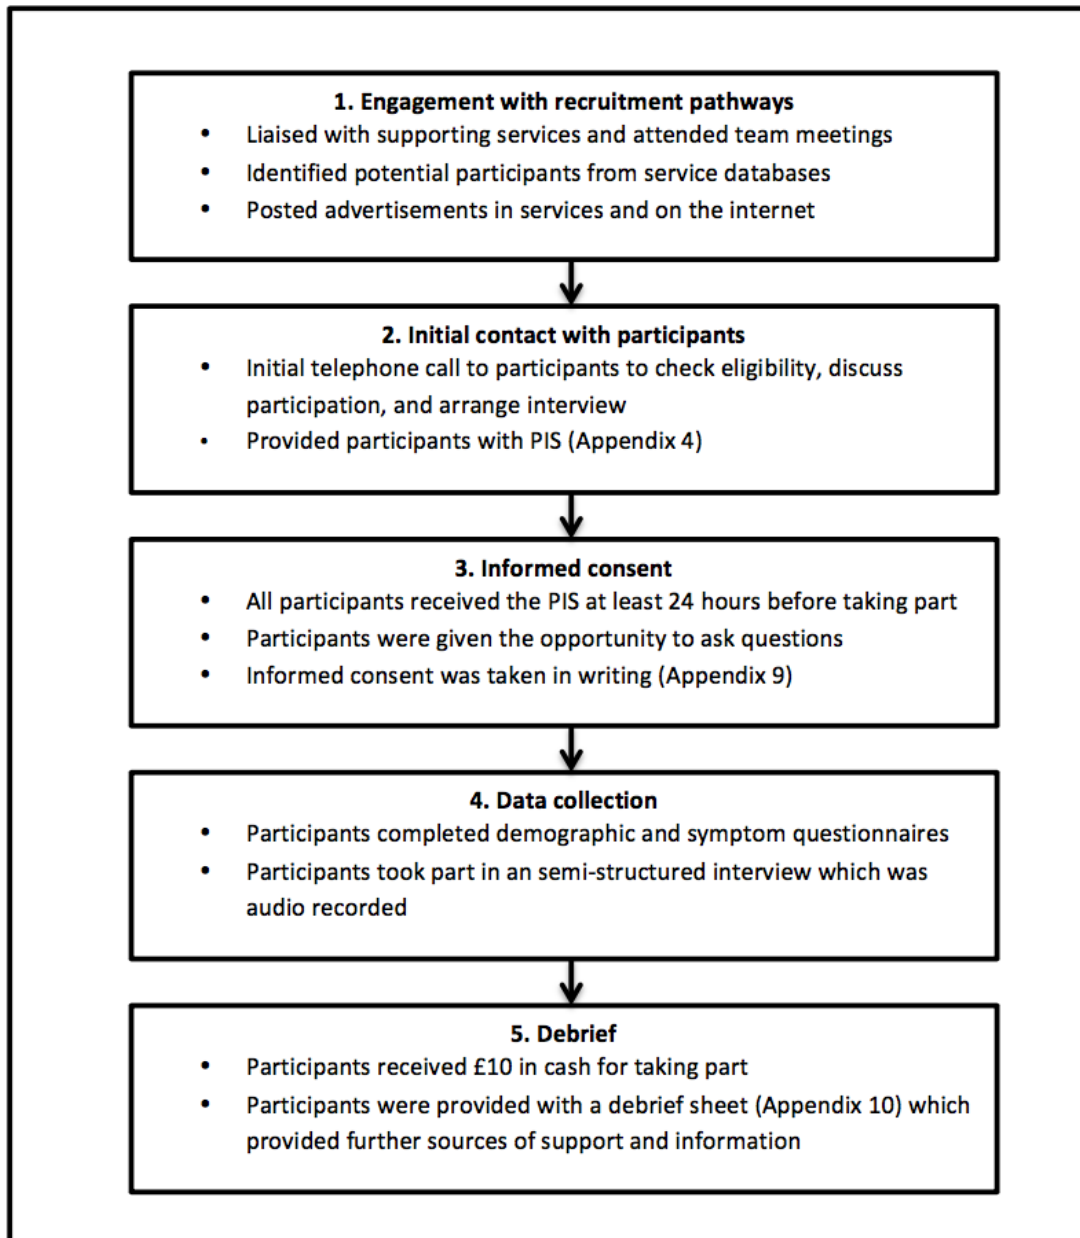 1. Engagement with recruitment pathways
• Liaised with supporting services and attended team meetings
• Identified potential participants from service databases
• Posted advertisements in services and on the internet
2. Initial contact with participants
• Initial telephone call to participants to check eligibility, discuss
participation, and arrange interview
• Provided participants with PIS (Appendix 4)
3. Informed consent
• All participants received the PIS at least 24 hours before taking part
• Participants were given the opportunity to ask questions
• Informed consent was taken in writing (Appendix 9)
4. Data collection
• Participants completed demographic and symptom questionnaires
• Participants took part in an semi-structured interview which was
audio recorded
5. Debrief
• Participants received £10 in cash for taking part
• Participants were provided with a debrief sheet (Appendix 10) which
provided further sources of support and information